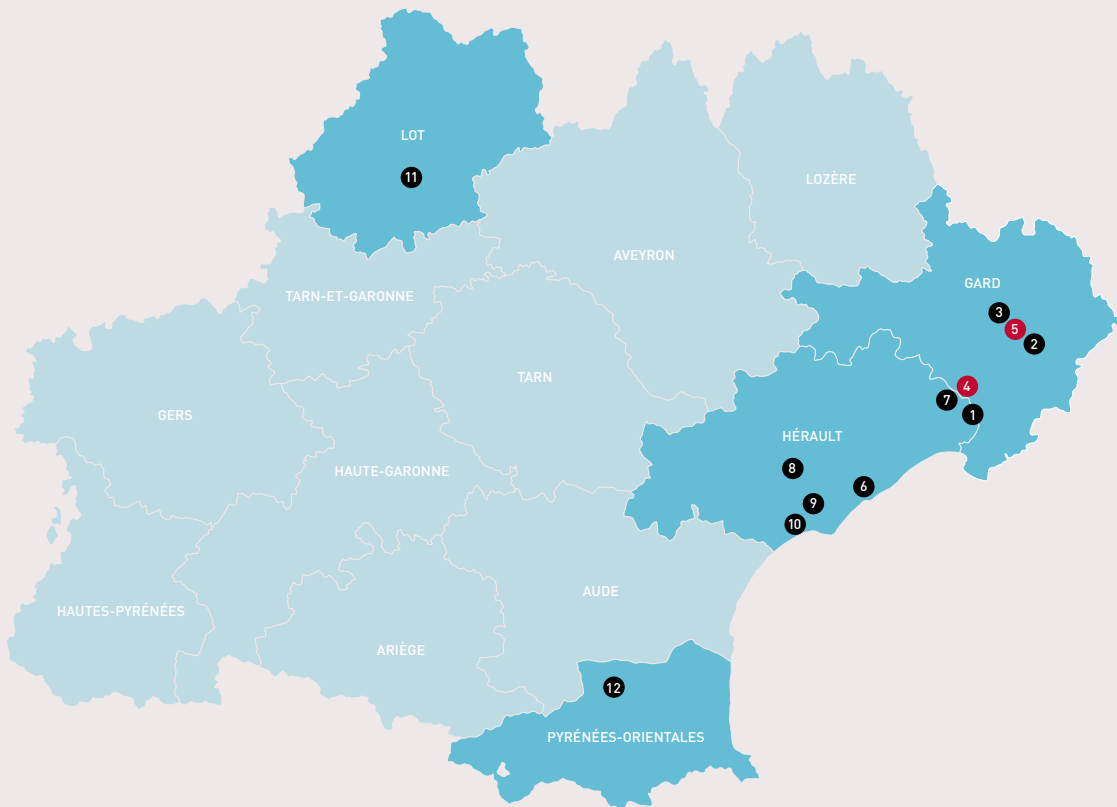 LOT
11
LOZÈRE
AVEYRON
GARD
TARN-ET-GARONNE
3
5
2
TARN
4
7
1
GERS
HÉRAULT
HAUTE-GARONNE
8
6
9
10
AUDE
HAUTES-PYRÉNÉES
ARIÈGE
12
PYRÉNÉES-ORIENTALES